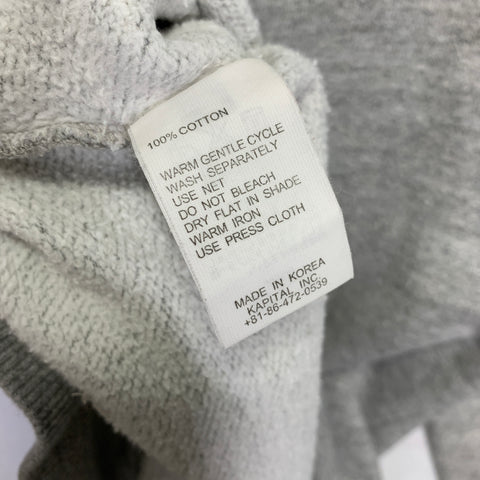 100% COTTON
WARM GENTLE CYCLE
WASH SEPARATELY
USE NET
DO NOT BLEACH
DRY FLAT IN SHADE
WARM IRON
USE PRESS CLOTH
MADE IN KOREA
KAPITAL INC.
+81-86-472-0539